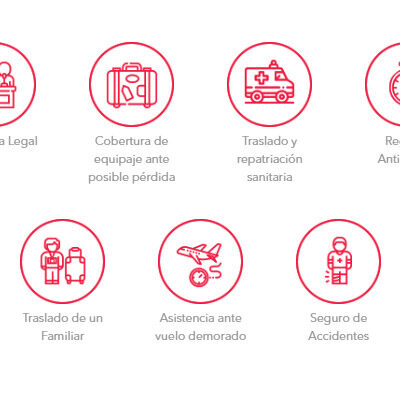 a Legal
Cobertura de
equipaje ante
posible pérdida
Traslado y
repatriación
sanitaria
Re
Anti
Traslado de un
Familiar
Asistencia ante
vuelo demorado
Seguro de
Accidentes